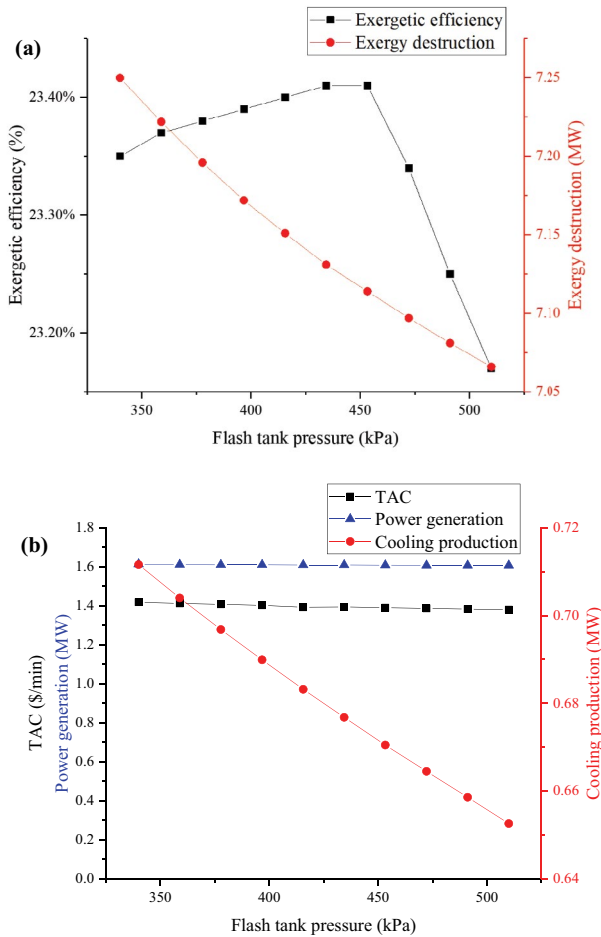 (a)
Exergetic efficiency
Exergy destruction
23.40%
23.30%
23.20%
Exergetic efficiency (%)
7.25
7.20
7.15
7.10
7.05
Exergy destruction (MW)
350
400
450
500
Flash tank pressure (kPa)
(b)
TAC
Power generation
Cooling production
1.8
1.6
1.4
1.2
1.0
0.8
0.6
0.4
0.2
0.0
TAC ($/min)
Power generation (MW)
0.72
0.70
0.68
0.66
0.64
Cooling production (MW)
350
400
450
500
Flash tank pressure (kPa)